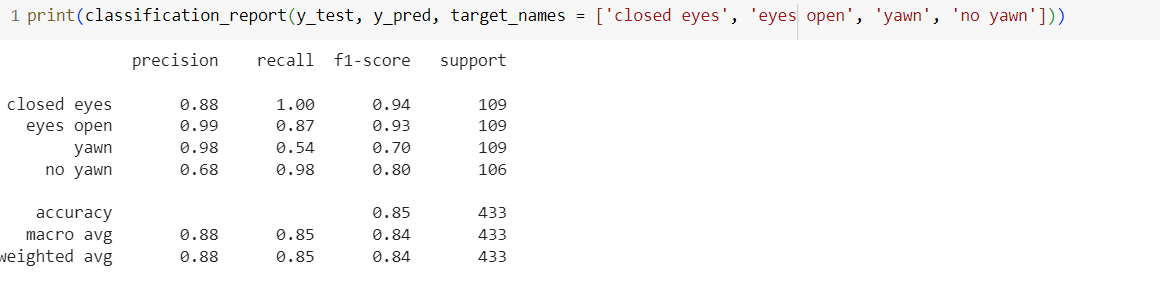 1 print(classification_report(y_test, y_pred, target_names = ['closed eyes', 'eyes open', 'yawn', 'no yawn']))
precision recall f1-score support
closed eyes 0.88 1.00 0.94 109
eyes open 0.99 0.87 0.93 109
yawn 0.98 0.54 0.70 109
no yawn 0.68 0.98 0.80 106
accuracy 0.85 433
macro avg 0.88 0.85 0.84 433
weighted avg 0.88 0.85 0.84 433